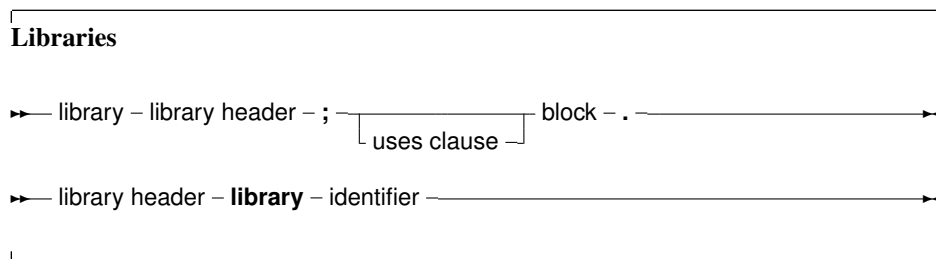 Libraries
library – library header – ; block – .
uses clause
library header – library – identifier